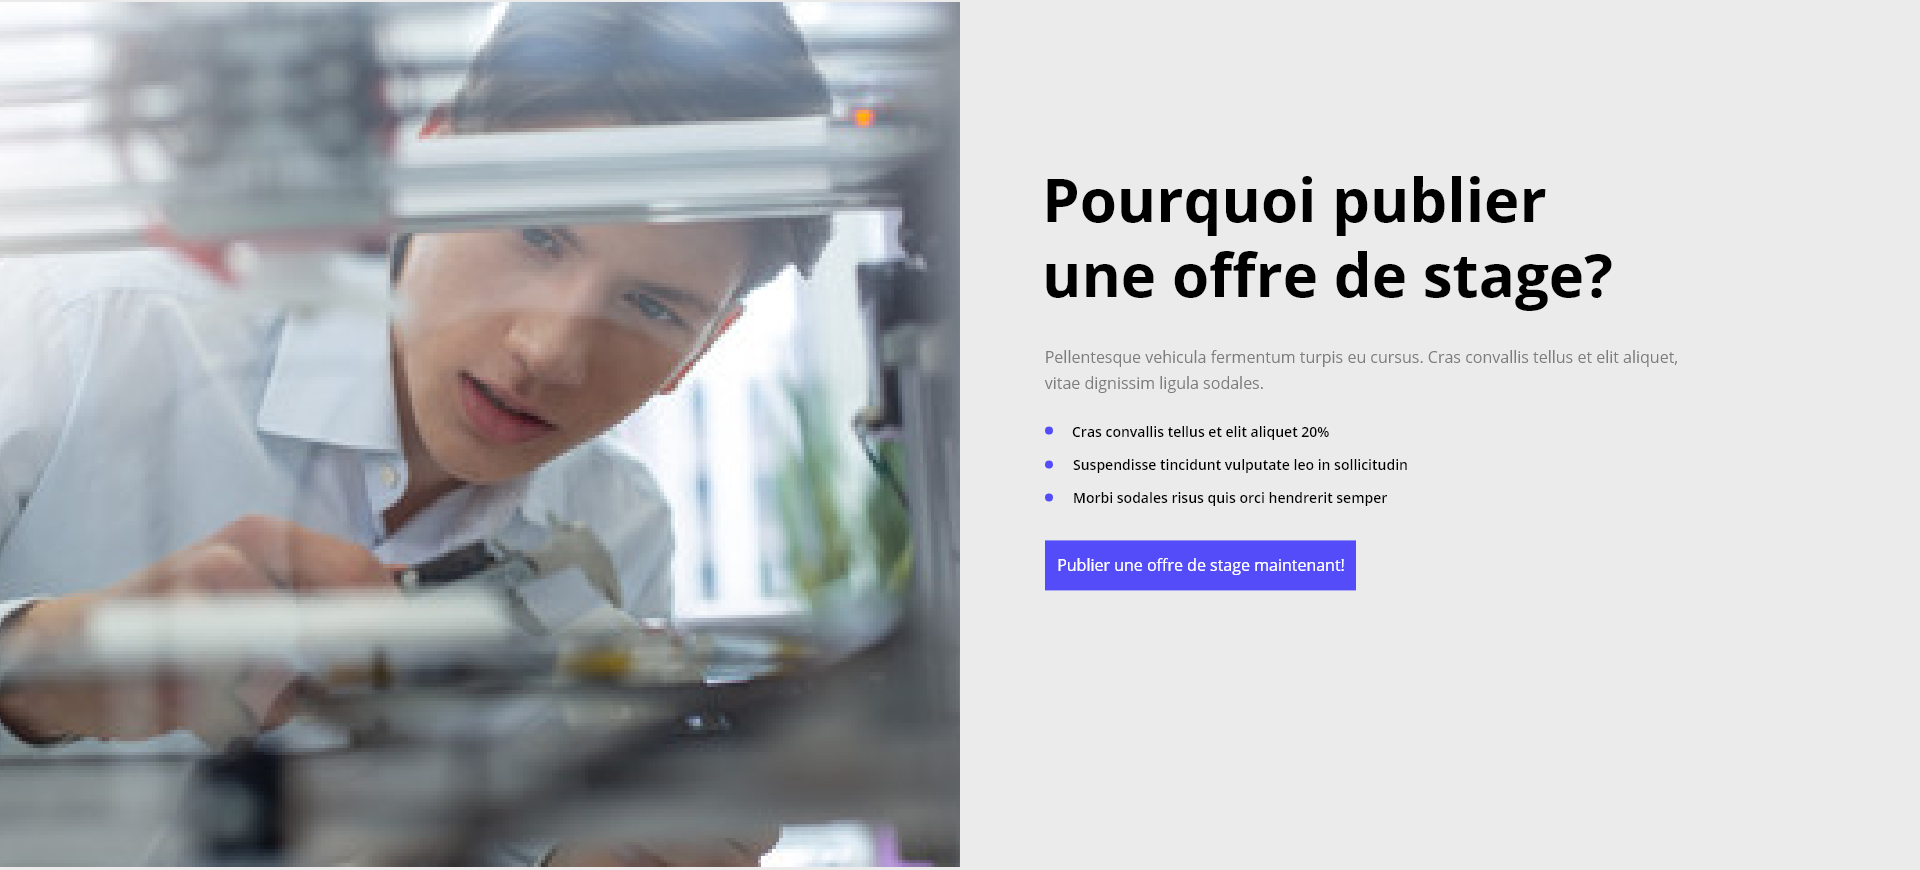 Pourquoi publier
une offre de stage?
Pellentesque vehicula fermentum turpis eu cursus. Cras convallis tellus et elit aliquet,
vitae dignissim ligula sodales.
Cras convallis tellus et elit aliquet 20%
Suspendisse tincidunt vulputate leo in sollicitudin
Morbi sodales risus quis orci hendrerit semper
Publier une offre de stage maintenant!